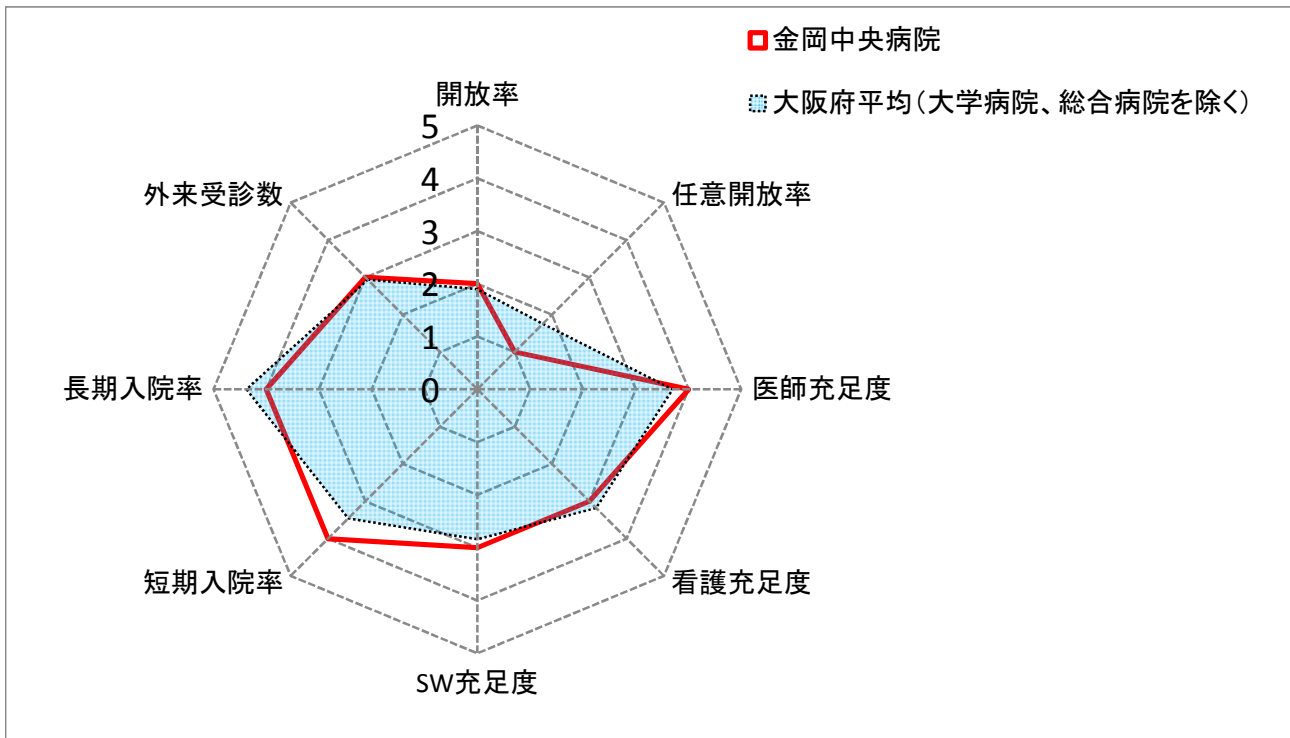 金岡中央病院
大阪府平均(大学病院、総合病院を除く)
開放率
5
4
3
2
1
0
外来受診数
任意開放率
長期入院率
医師充足度
短期入院率
看護充足度
SW充足度